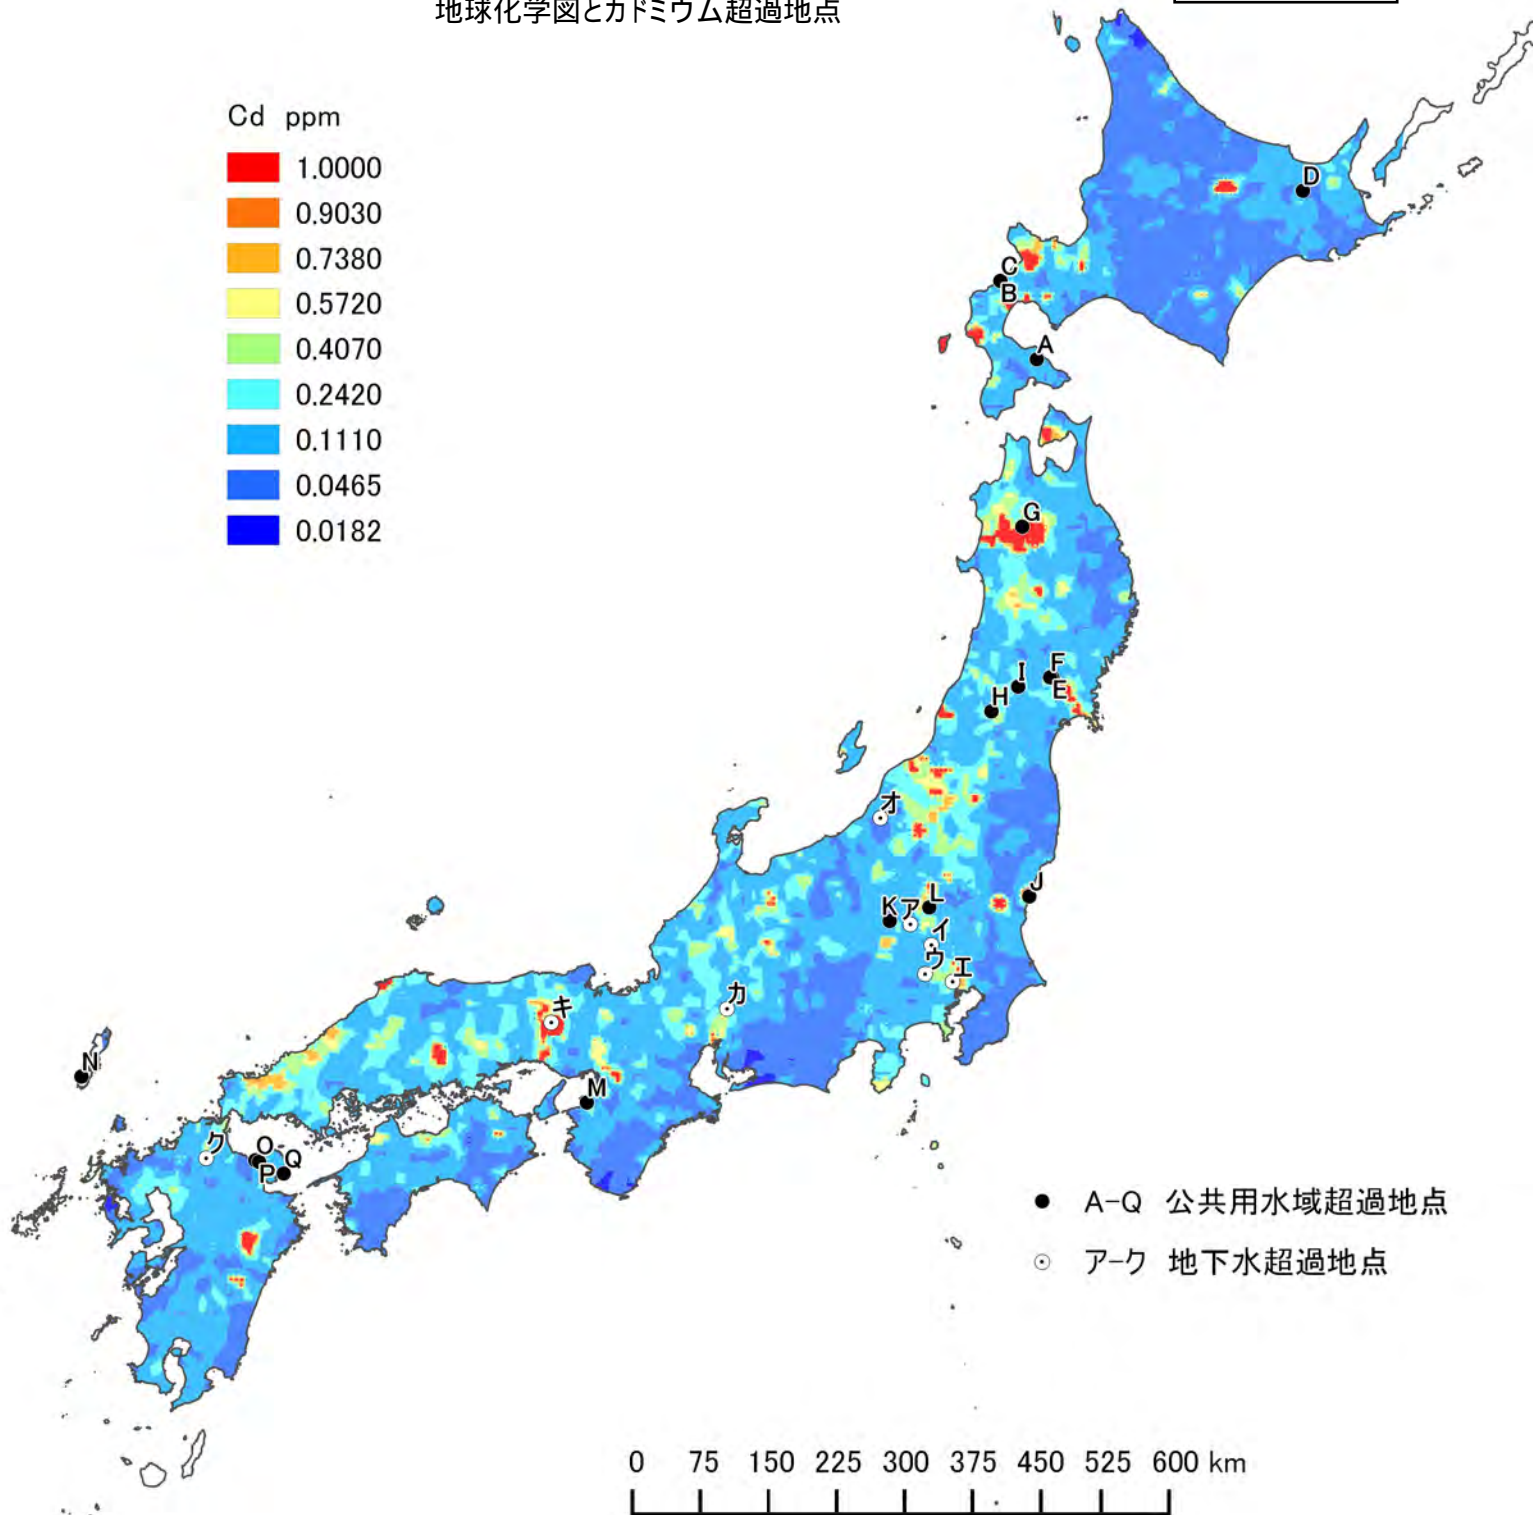 地球化学図とカドミウム超過地点
Cd ppm
1.0000
0.9030
0.7380
0.5720
0.4070
0.2420
0.1110
0.0465
0.0182
D
C
B
A
G
F
I
E
H
オ
J
L
K ア
イ
ウ
エ
カ
キ
N
M
ク
O
Q
P
A-Q 公共用水域超過地点
ア-ク 地下水超過地点
0 75 150 225 300 375 450 525 600 km